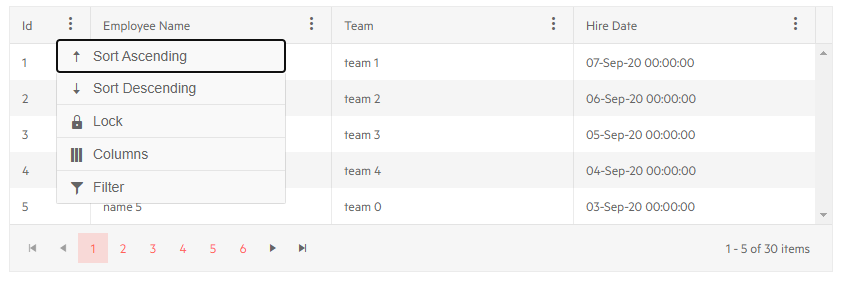 Id Employee Name Team Hire Date
Sort Ascending
1 team 1 07-Sep-20 00:00:00
Sort Descending
2 team 2 06-Sep-20 00:00:00
Lock
3 team 3 05-Sep-20 00:00:00
Columns
4 team 4 04-Sep-20 00:00:00
Filter
5 name 5 team 0 03-Sep-20 00:00:00
1 2 3 4 5 6 1 - 5 of 30 items